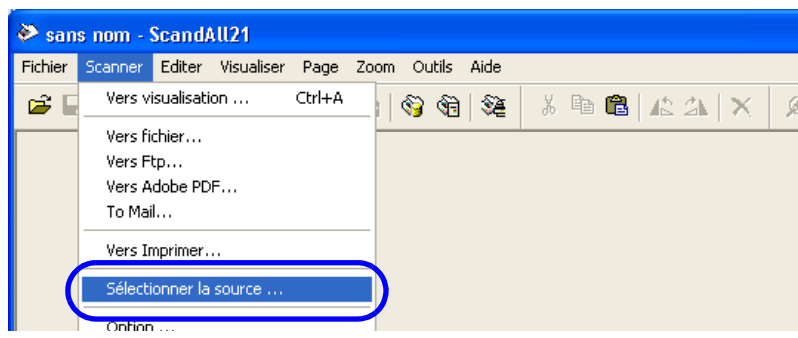 sans nom - ScandAll21
Fichier Scanner Editer Visualiser Page Zoom Outils Aide
Vers visualisation ... Ctrl+A
Vers fichier...
Vers Ftp...
Vers Adobe PDF...
To Mail...
Vers Imprimer...
Sélectionner la source ...
Option ...